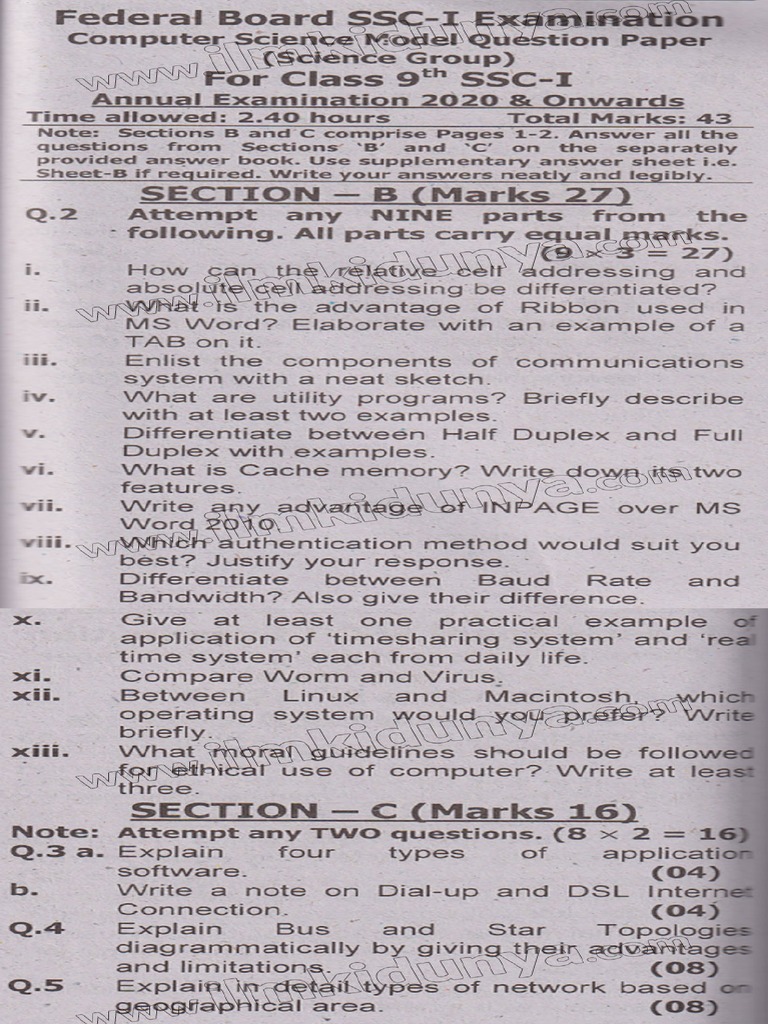 Federal Board SSC-I Examination
Computer Science Model Question Paper
(Science Group)
For Class 9th SSC-I
Annual Examination 2020 & Onwards
Time allowed: 2.40 hours Total Marks: 43
Note: Sections B and C comprise Pages 1-2. Answer all the
questions from Sections 'B' and 'C' on the separately
provided answer book. Use supplementary answer sheet i.e.
Sheet-B if required. Write your answers neatly and legibly.
SECTION – B (Marks 27)
Q.2 Attempt any NINE parts from the
following. All parts carry equal marks.
(9 × 3 = 27)
i. How can the relative cell addressing and
absolute cell addressing be differentiated?
ii. What is the advantage of Ribbon used in
MS Word? Elaborate with an example of a
TAB on it.
iii. Enlist the components of communications
system with a neat sketch.
iv. What are utility programs? Briefly describe
with at least two examples.
v. Differentiate between Half Duplex and Full
Duplex with examples.
vi. What is Cache memory? Write down its two
features.
vii. Write any advantage of INPAGE over MS
Word 2010.
viii. Which authentication method would suit you
best? Justify your response.
ix. Differentiate between Baud Rate and
Bandwidth? Also give their difference.
x. Give at least one practical example of
application of 'timesharing system' and 'real
time system' each from daily life.
xi. Compare Worm and Virus.
xii. Between Linux and Macintosh, which
operating system would you prefer? Write
briefly.
xiii. What moral guidelines should be followed
for ethical use of computer? Write at least
three.
SECTION – C (Marks 16)
Note: Attempt any TWO questions. (8 × 2 = 16)
Q.3 a. Explain four types of application
software. (04)
b. Write a note on Dial-up and DSL Internet
Connection. (04)
Q.4 Explain Bus and Star Topologies
diagrammatically by giving their advantages
and limitations. (08)
Q.5 Explain in detail types of network based on
geographical area. (08)
www.ilmkidunya.com
www.ilmkidunya.com
www.ilmkidunya.com
www.ilmkidunya.com
www.ilmkidunya.com